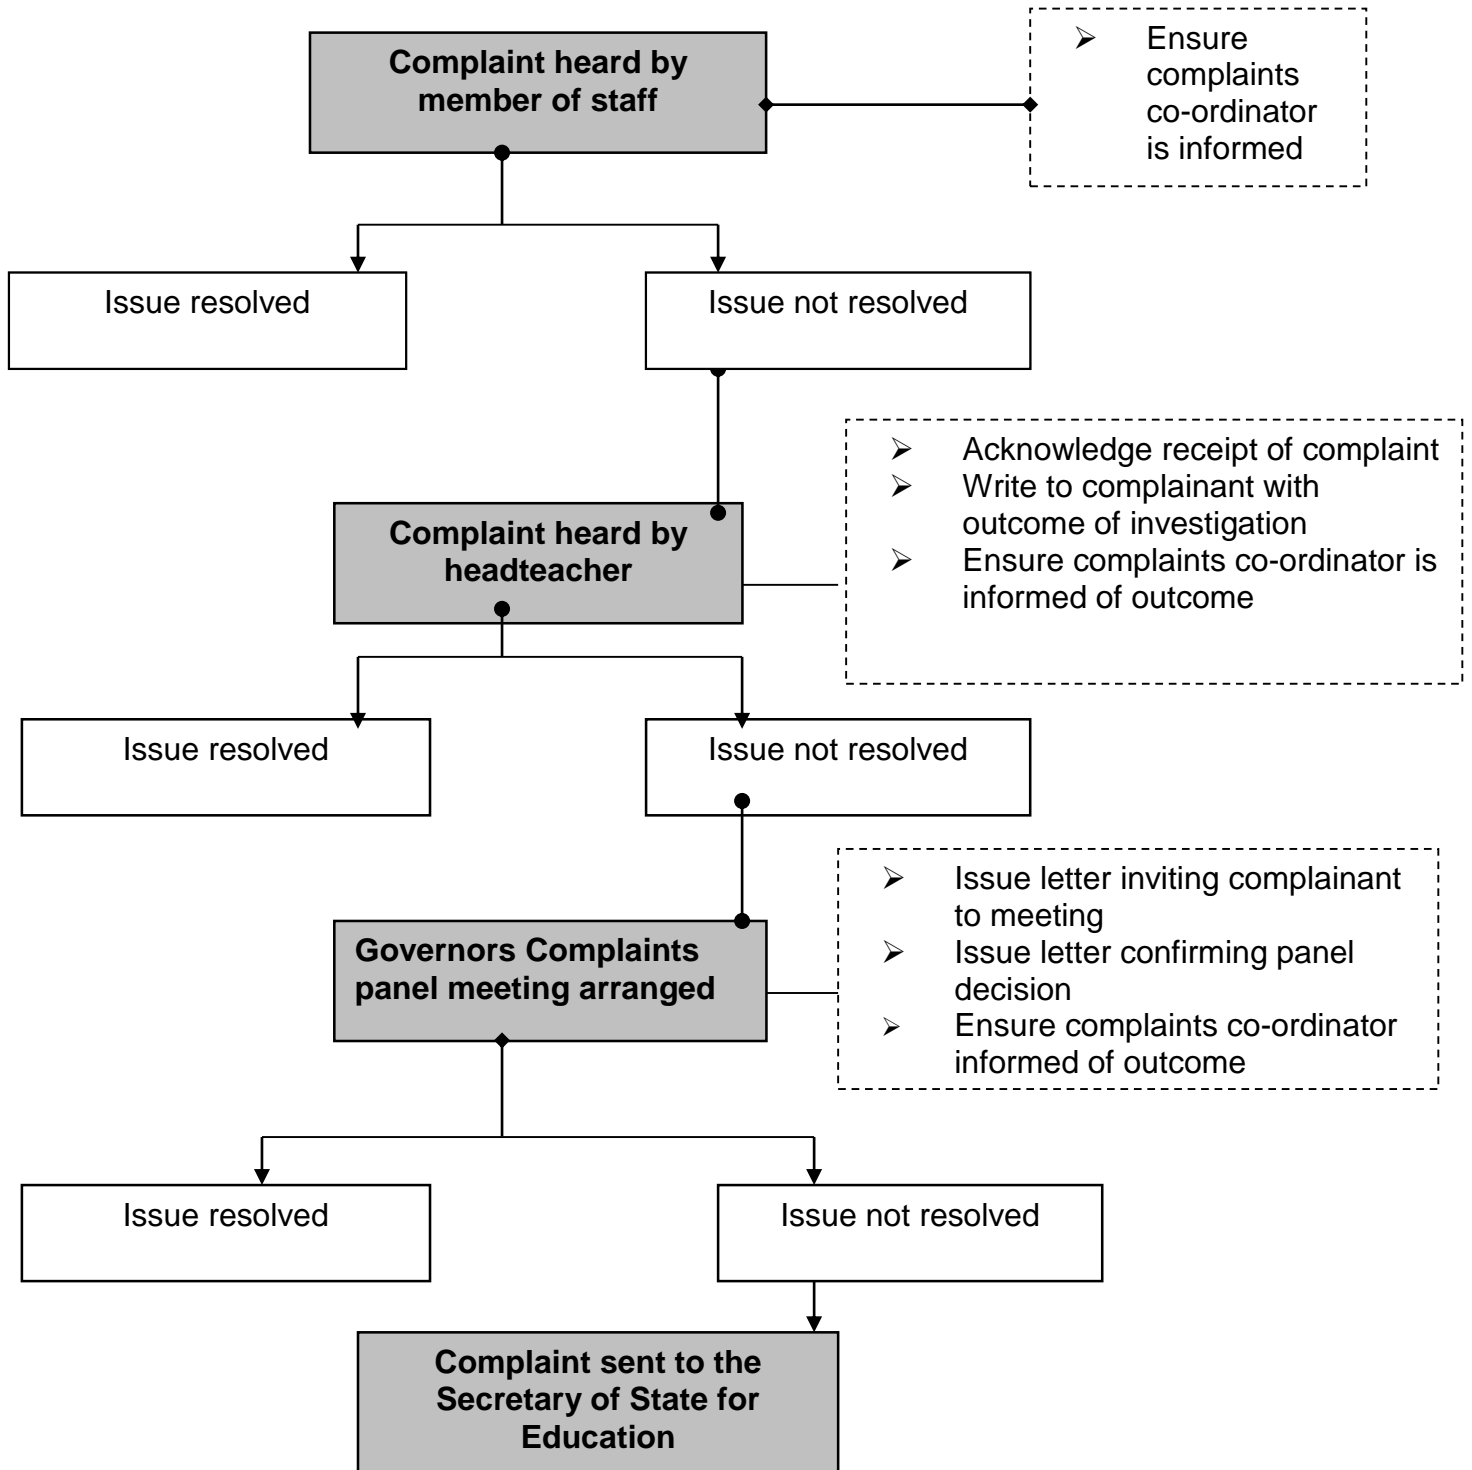 Complaint heard by
member of staff
➢ Ensure
complaints
co-ordinator
is informed
Issue resolved
Issue not resolved
➢ Acknowledge receipt of complaint
➢ Write to complainant with
outcome of investigation
➢ Ensure complaints co-ordinator is
informed of outcome
Complaint heard by
headteacher
Issue resolved
Issue not resolved
➢ Issue letter inviting complainant
to meeting
➢ Issue letter confirming panel
decision
➢ Ensure complaints co-ordinator
informed of outcome
Governors Complaints
panel meeting arranged
Issue resolved
Issue not resolved
Complaint sent to the
Secretary of State for
Education